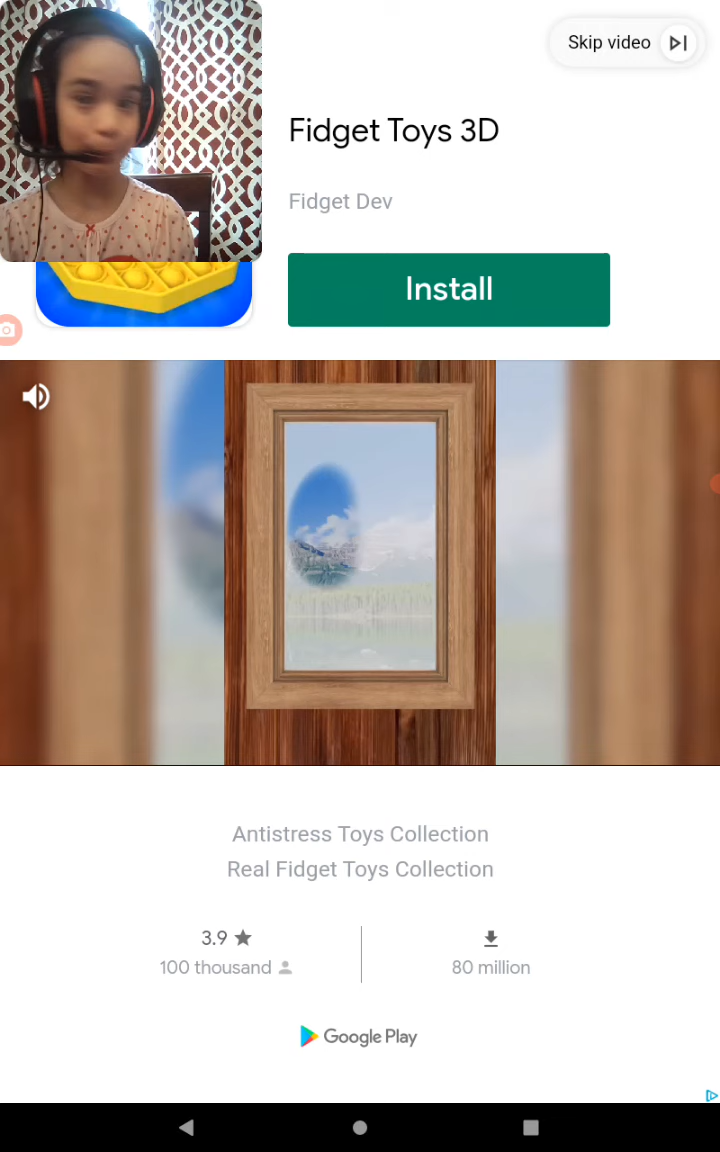 Skip video
Fidget Toys 3D
Fidget Dev
Install
Antistress Toys Collection
Real Fidget Toys Collection
3.9
100 thousand
80 million
Google Play